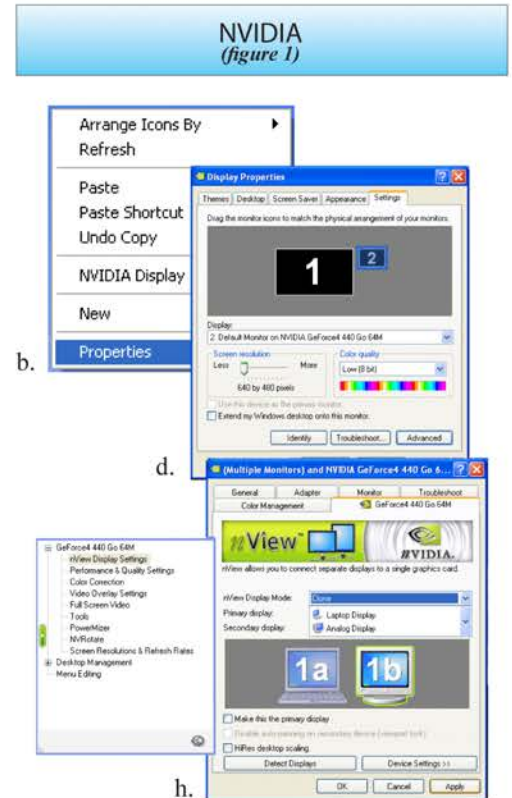 NVIDIA
(figure 1)
Arrange Icons By
Refresh
Paste
Paste Shortcut
Undo Copy
NVIDIA Display
New
Properties
b.
Display Properties
Themes Desktop Screen Saver Appearance Settings
Drag the monitor icons to match the physical arrangement of your monitors.
1 2
Display:
2. Default Monitor on NVIDIA GeForce4 440 Go 64M
Screen resolution Color quality
Less More Low (8 bit)
640 by 480 pixels
Use this device as the primary monitor.
Extend my Windows desktop onto this monitor.
Identify Troubleshoot... Advanced
d.
(Multiple Monitors) and NVIDIA GeForce4 440 Go 6...
General Adapter Monitor Troubleshoot
Color Management GeForce4 440 Go 64M
nView NVIDIA.
nView allows you to connect separate displays to a single graphics card.
nView Display Mode: Clone
Primary display: Laptop Display
Secondary display: Analog Display
1a 1b
Make this the primary display
HiRes desktop scaling.
Detect Displays Device Settings >>
OK Cancel Apply
GeForce4 440 Go 64M
nView Display Settings
Performance & Quality Settings
Color Correction
Video Overlay Settings
Full Screen Video
Tools
PowerMizer
NVRotate
Screen Resolutions & Refresh Rates
Desktop Management
Menu Editing
h.